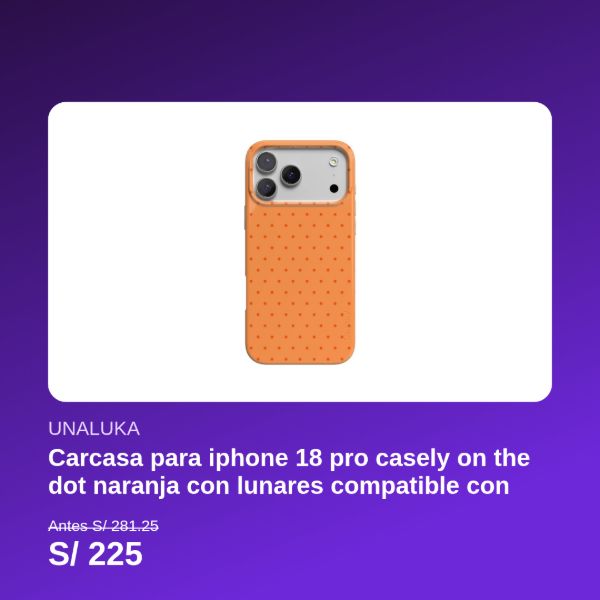 UNALUKA
Carcasa para iphone 18 pro casely on the
dot naranja con lunares compatible con
Antes S/ 281.25
S/ 225